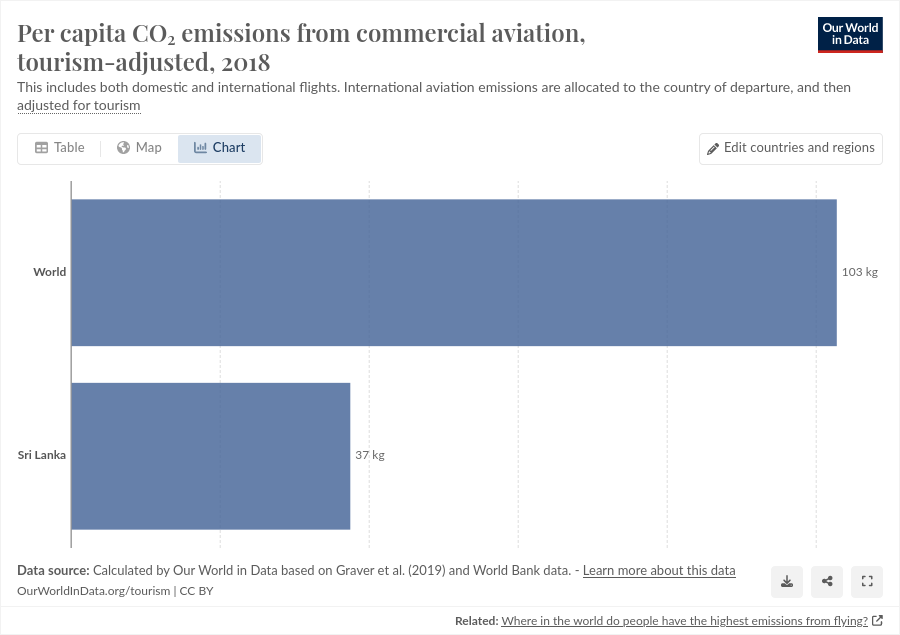 Per capita CO₂ emissions from commercial aviation,
tourism-adjusted, 2018
Our World
in Data
This includes both domestic and international flights. International aviation emissions are allocated to the country of departure, and then
adjusted for tourism
Table
Map
Chart
Edit countries and regions
World
103 kg
Sri Lanka
37 kg
Data source: Calculated by Our World in Data based on Graver et al. (2019) and World Bank data. - Learn more about this data
OurWorldInData.org/tourism | CC BY
Related: Where in the world do people have the highest emissions from flying?